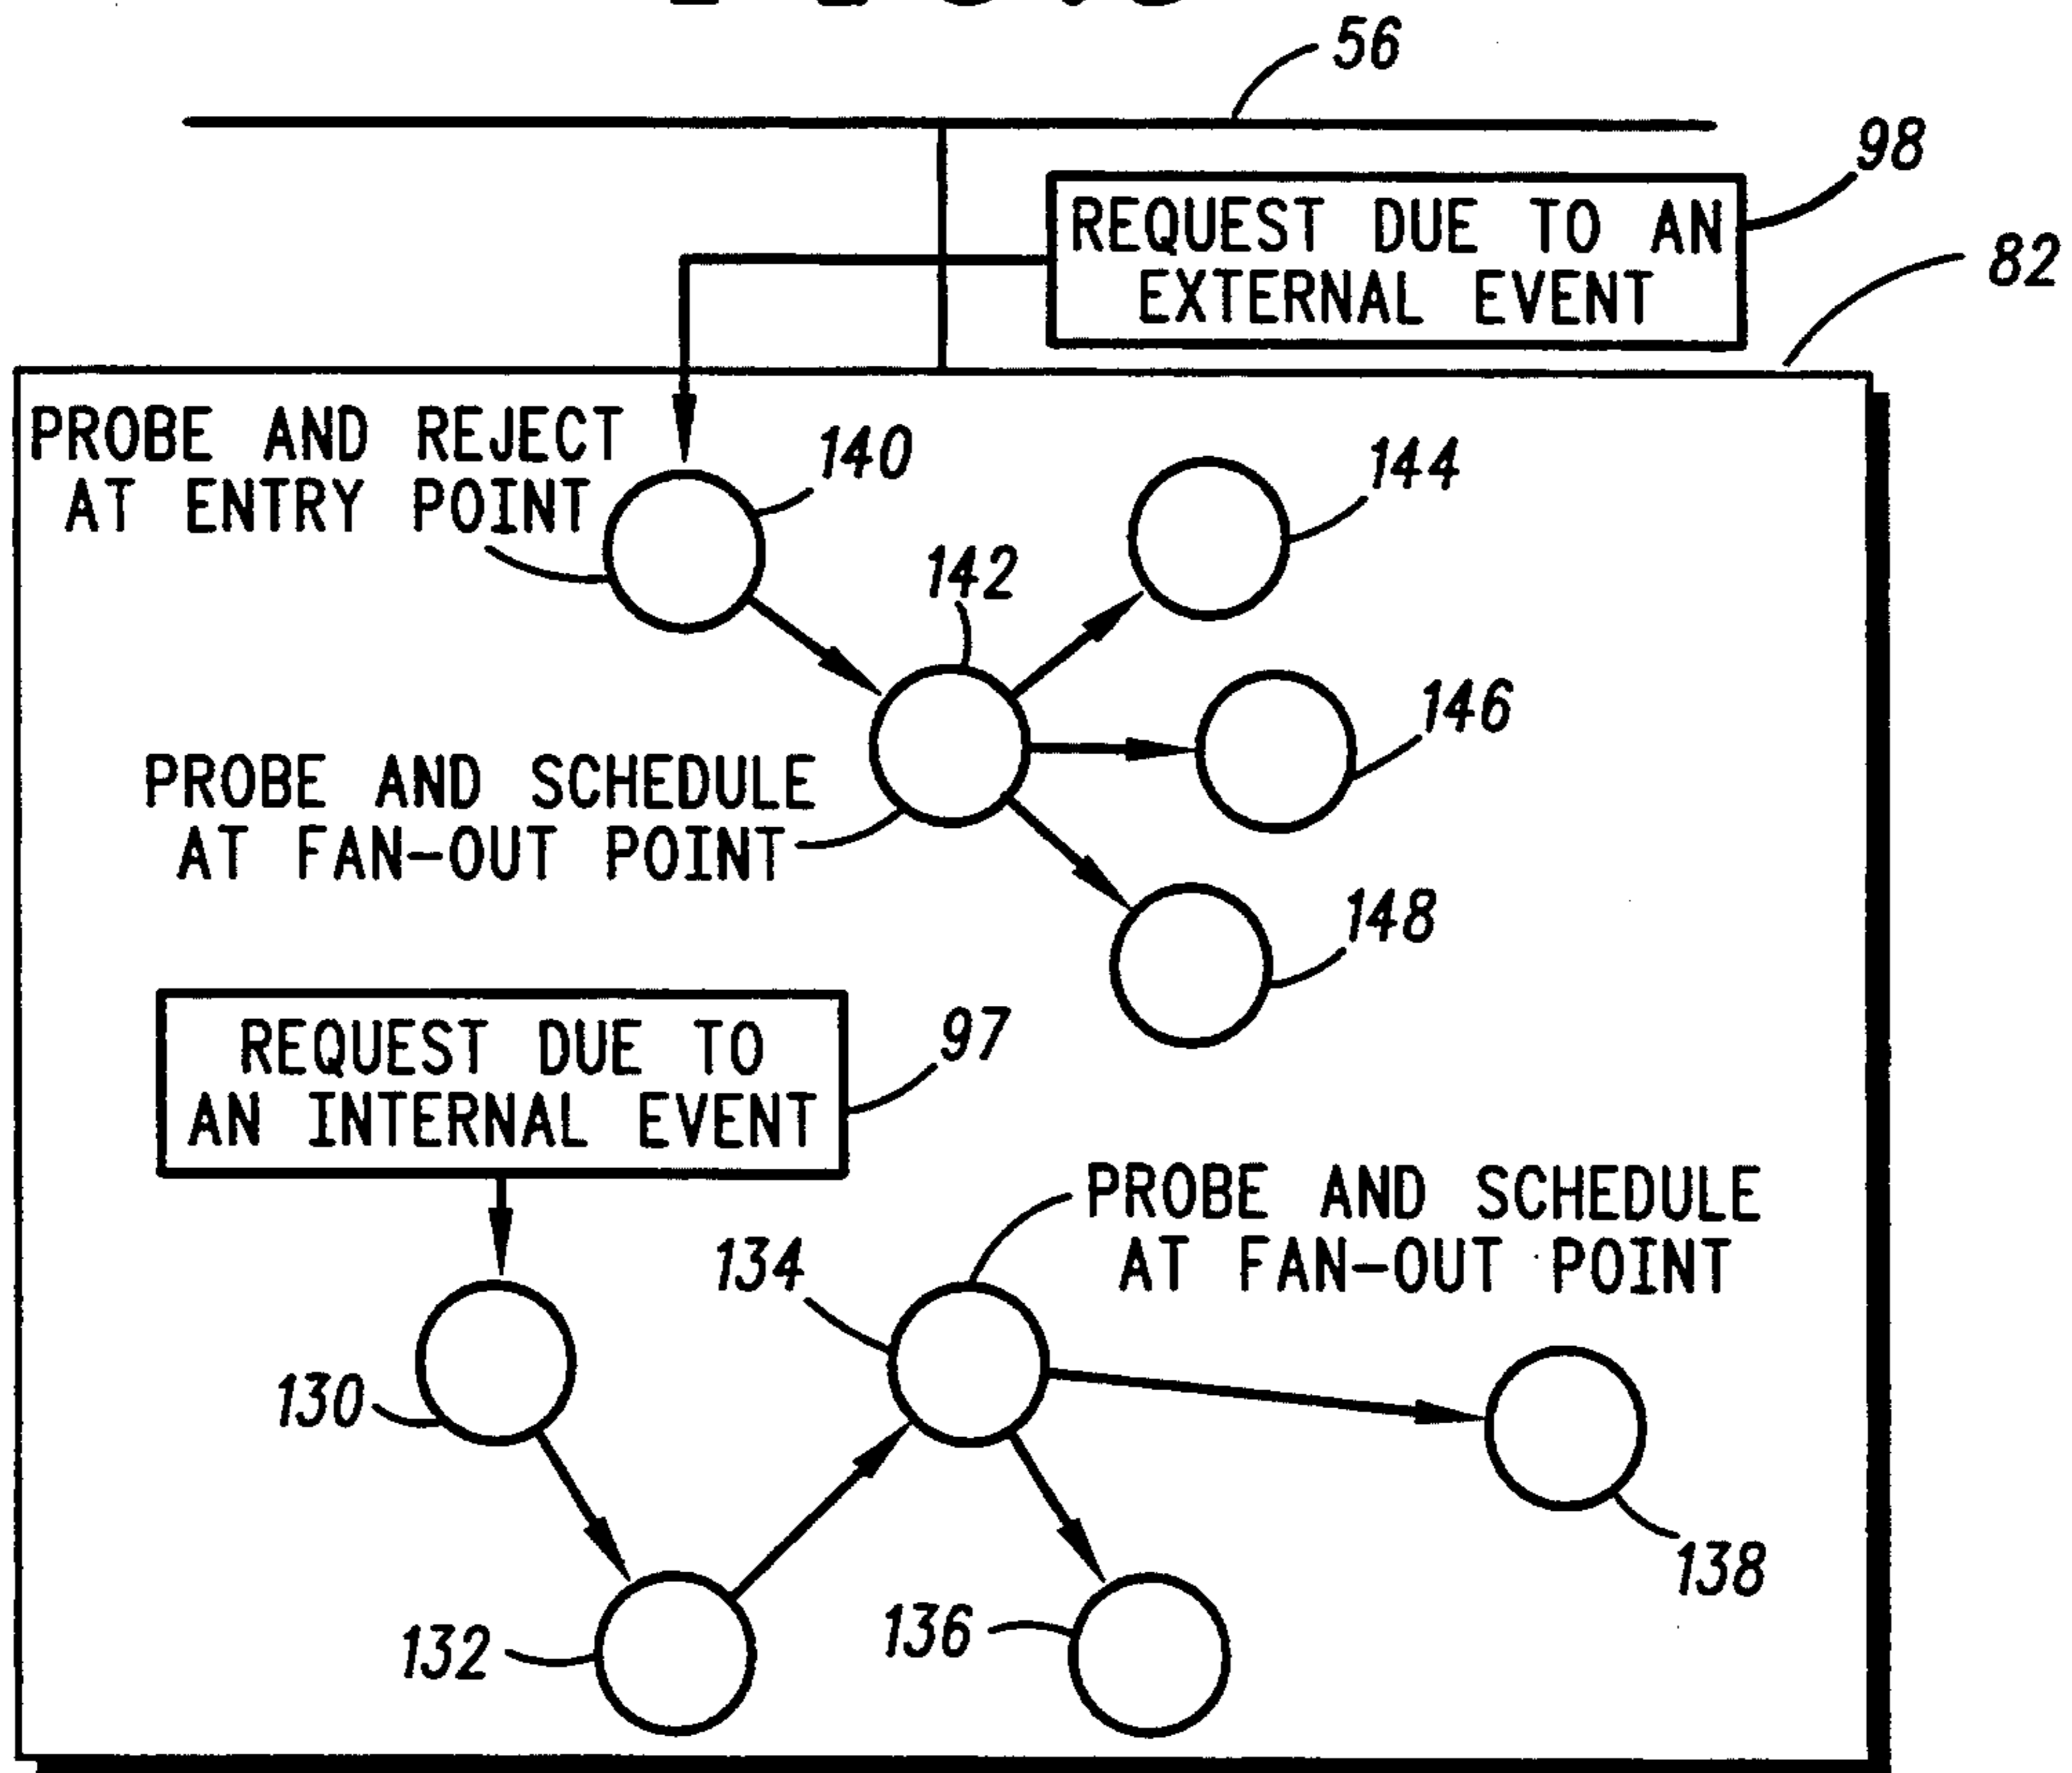 56
98
REQUEST DUE TO AN
EXTERNAL EVENT
82
PROBE AND REJECT
AT ENTRY POINT
140
144
142
146
PROBE AND SCHEDULE
AT FAN-OUT POINT
148
REQUEST DUE TO
AN INTERNAL EVENT
97
PROBE AND SCHEDULE
AT FAN-OUT POINT
134
130
138
132
136